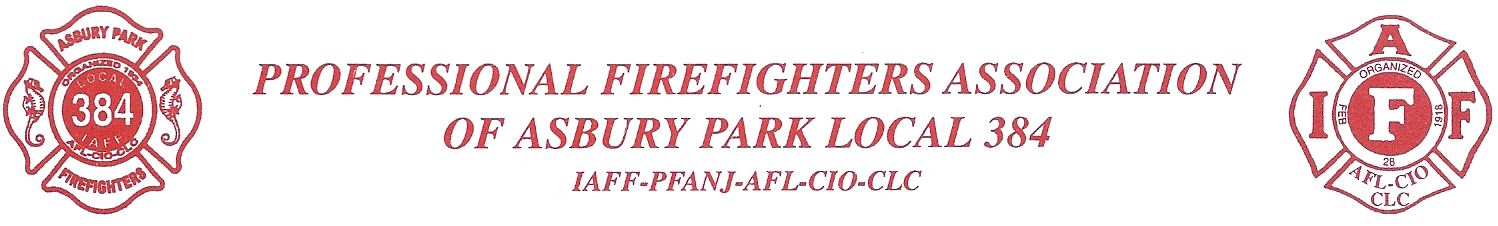 ASBURY PARK
ORGANIZED 1924
LOCAL
384
IAFF
AFL-CIO-CLC
FIREFIGHTERS
PROFESSIONAL FIREFIGHTERS ASSOCIATION
OF ASBURY PARK LOCAL 384
IAFF-PFANJ-AFL-CIO-CLC
A
ORGANIZED
I F F
FEB 1918
28
AFL-CIO
CLC